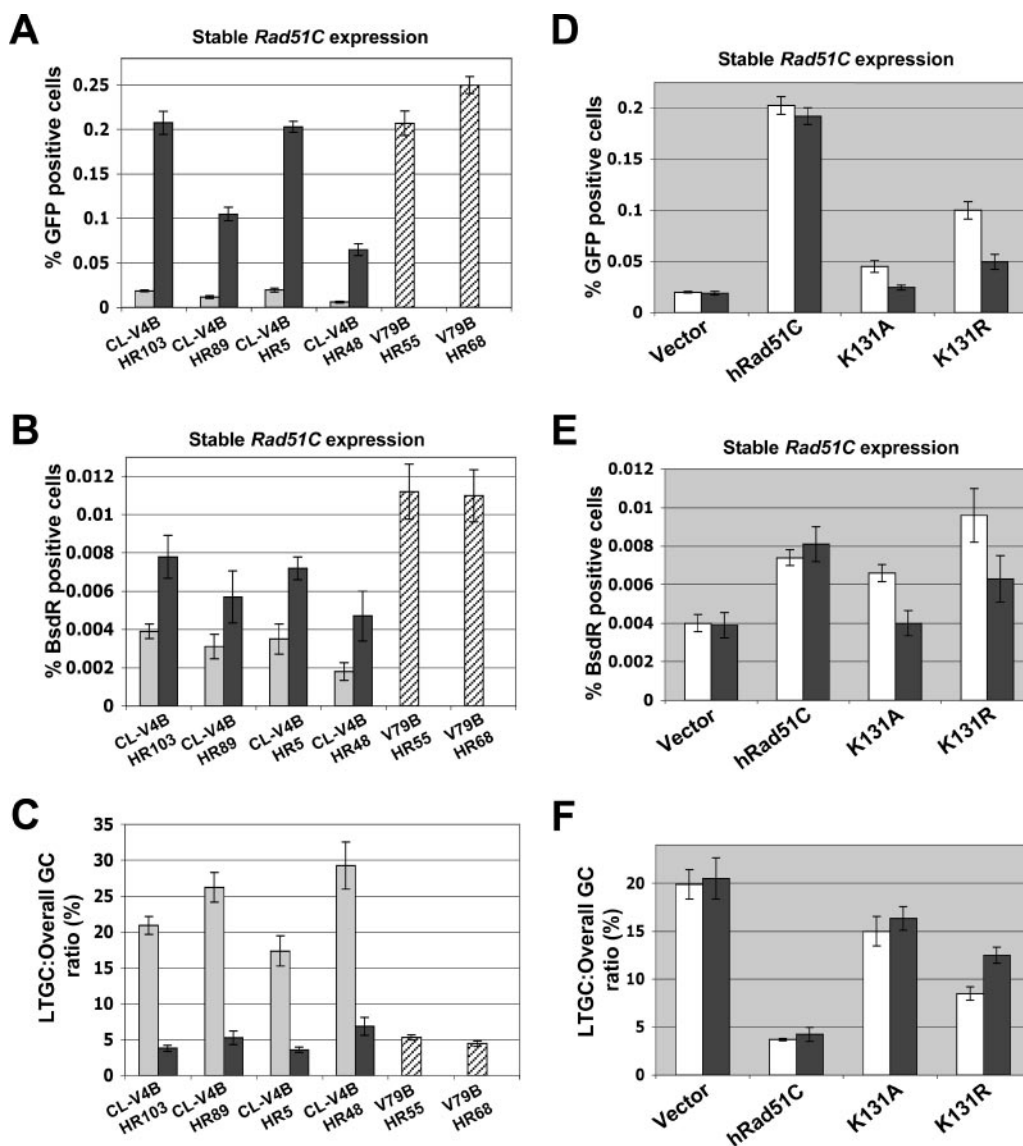 A
Stable Rad51C expression
% GFP positive cells
0.25
0.2
0.15
0.1
0.05
0
CL-V4B
HR103
CL-V4B
HR89
CL-V4B
HR5
CL-V4B
HR48
V79B
HR55
V79B
HR68
B
Stable Rad51C expression
% BsdR positive cells
0.012
0.01
0.008
0.006
0.004
0.002
0
CL-V4B
HR103
CL-V4B
HR89
CL-V4B
HR5
CL-V4B
HR48
V79B
HR55
V79B
HR68
C
LTGC:Overall GC
ratio (%)
35
30
25
20
15
10
5
0
CL-V4B
HR103
CL-V4B
HR89
CL-V4B
HR5
CL-V4B
HR48
V79B
HR55
V79B
HR68
D
Stable Rad51C expression
% GFP positive cells
0.2
0.15
0.1
0.05
0
Vector
hRad51C
K131A
K131R
E
Stable Rad51C expression
% BsdR positive cells
0.012
0.01
0.008
0.006
0.004
0.002
0
Vector
hRad51C
K131A
K131R
F
LTGC:Overall GC
ratio (%)
20
15
10
5
0
Vector
hRad51C
K131A
K131R